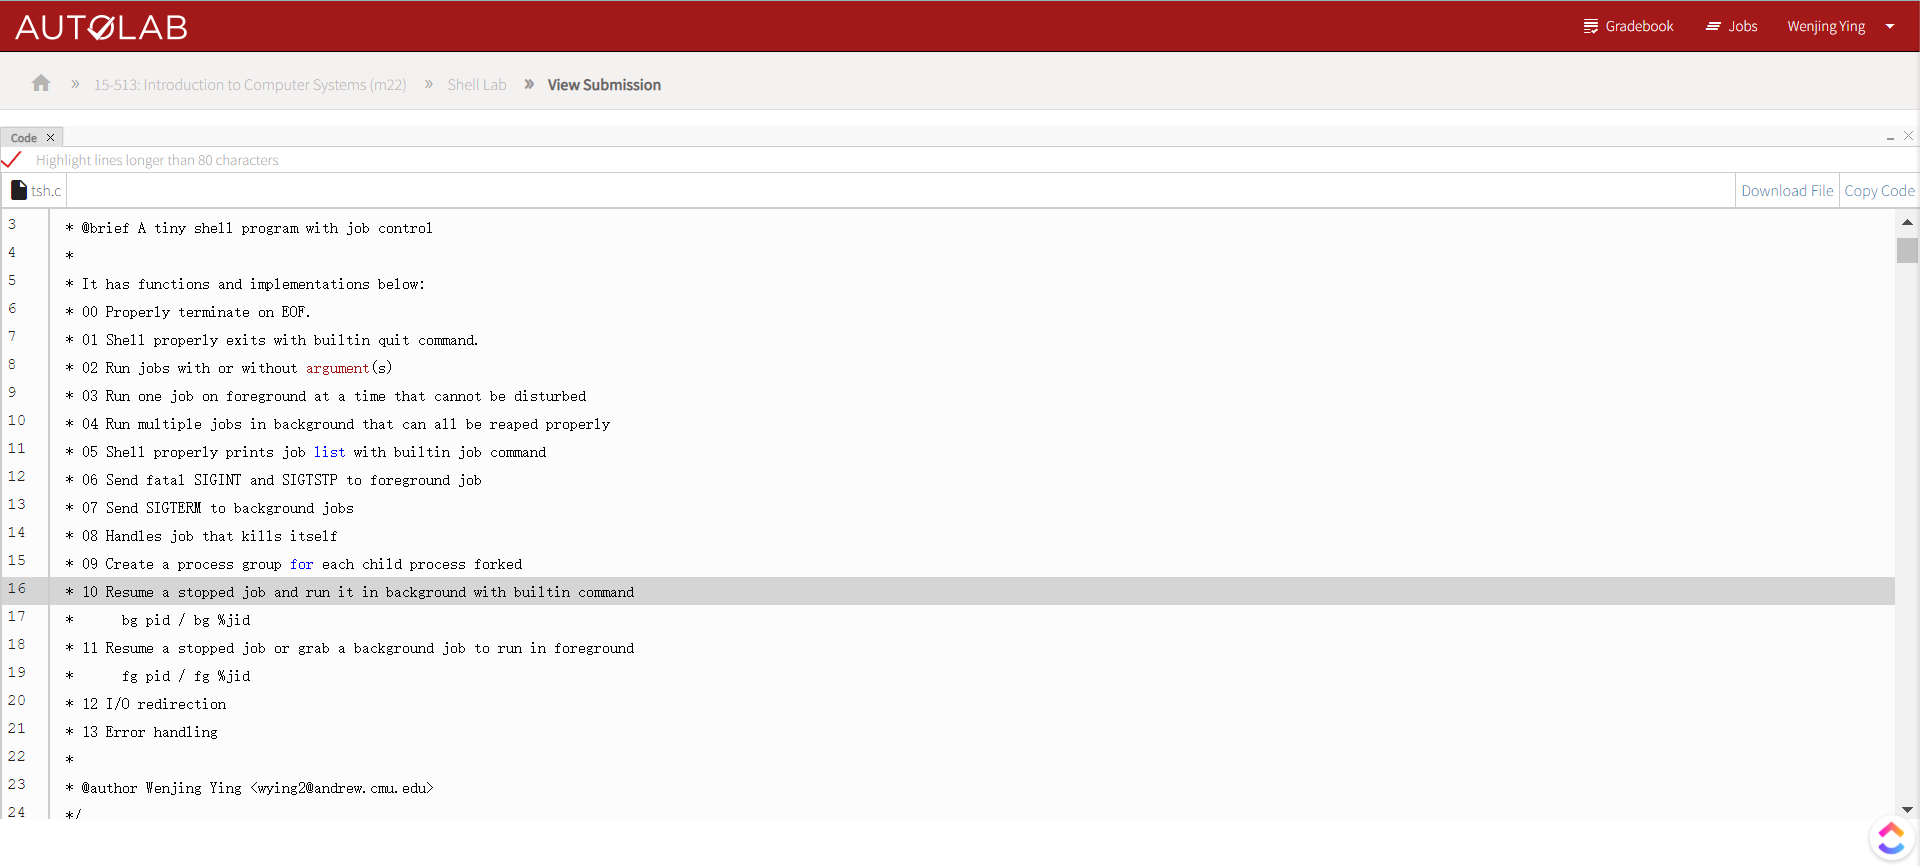 AUTOLAB
Gradebook Jobs Wenjing Ying
» 15-513: Introduction to Computer Systems (m22) » Shell Lab » View Submission
Code
Highlight lines longer than 80 characters
tsh.c Download File Copy Code
3 * @brief A tiny shell program with job control
4 *
5 * It has functions and implementations below:
6 * 00 Properly terminate on EOF.
7 * 01 Shell properly exits with builtin quit command.
8 * 02 Run jobs with or without argument(s)
9 * 03 Run one job on foreground at a time that cannot be disturbed
10 * 04 Run multiple jobs in background that can all be reaped properly
11 * 05 Shell properly prints job list with builtin job command
12 * 06 Send fatal SIGINT and SIGTSTP to foreground job
13 * 07 Send SIGTERM to background jobs
14 * 08 Handles job that kills itself
15 * 09 Create a process group for each child process forked
16 * 10 Resume a stopped job and run it in background with builtin command
17 * bg pid / bg %jid
18 * 11 Resume a stopped job or grab a background job to run in foreground
19 * fg pid / fg %jid
20 * 12 I/O redirection
21 * 13 Error handling
22 *
23 * @author Wenjing Ying <wying2@andrew.cmu.edu>
24 */